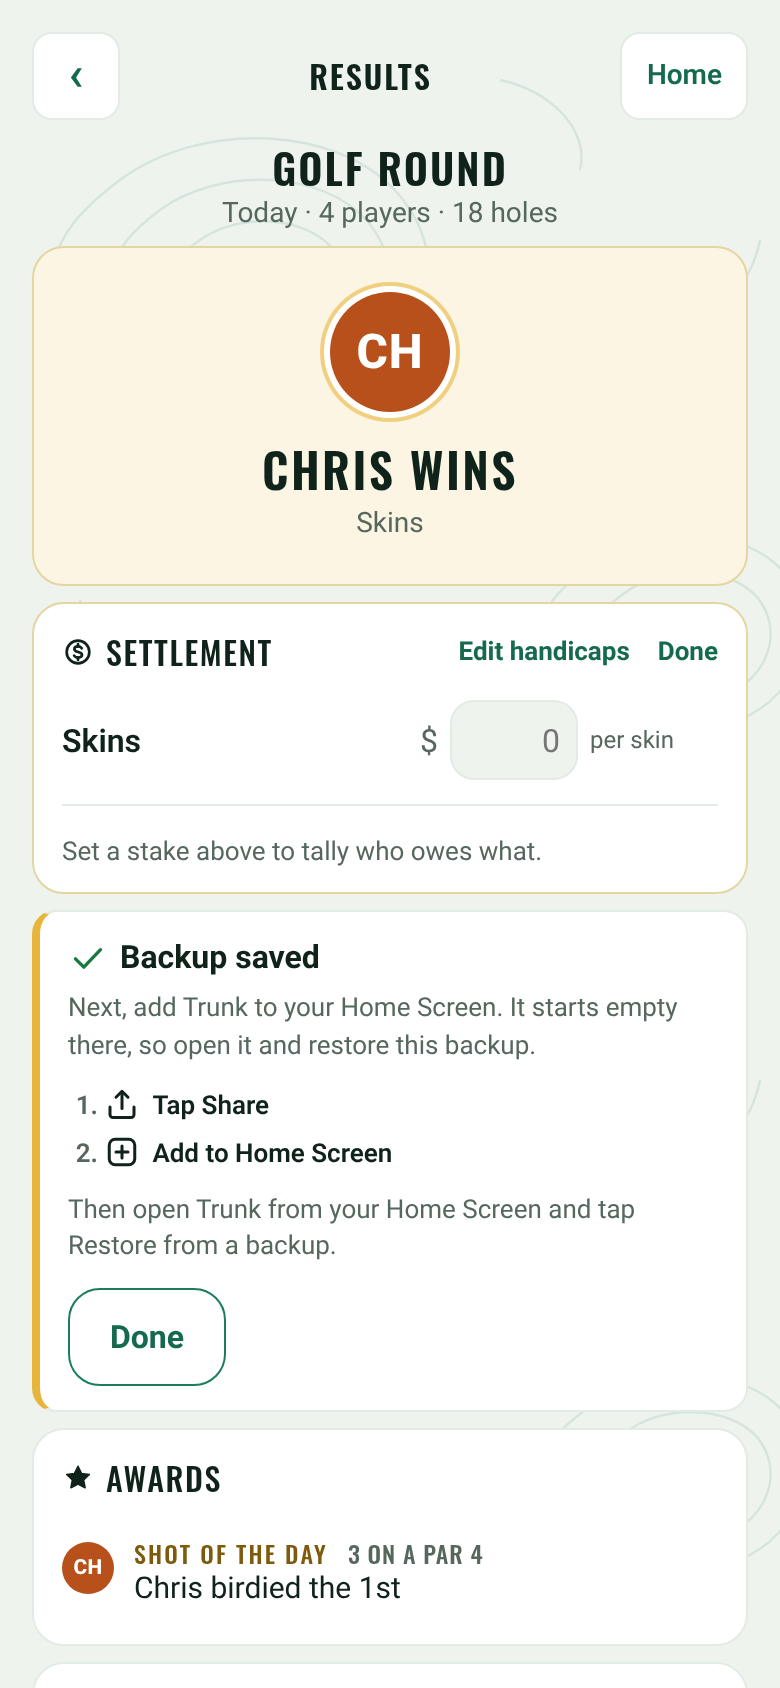 ‹
RESULTS
Home
GOLF ROUND
Today · 4 players · 18 holes
CH
CHRIS WINS
Skins
SETTLEMENT
Edit handicaps
Done
Skins
$ 0 per skin
Set a stake above to tally who owes what.
Backup saved
Next, add Trunk to your Home Screen. It starts empty
there, so open it and restore this backup.
1. Tap Share
2. Add to Home Screen
Then open Trunk from your Home Screen and tap
Restore from a backup.
Done
AWARDS
CH
SHOT OF THE DAY 3 ON A PAR 4
Chris birdied the 1st